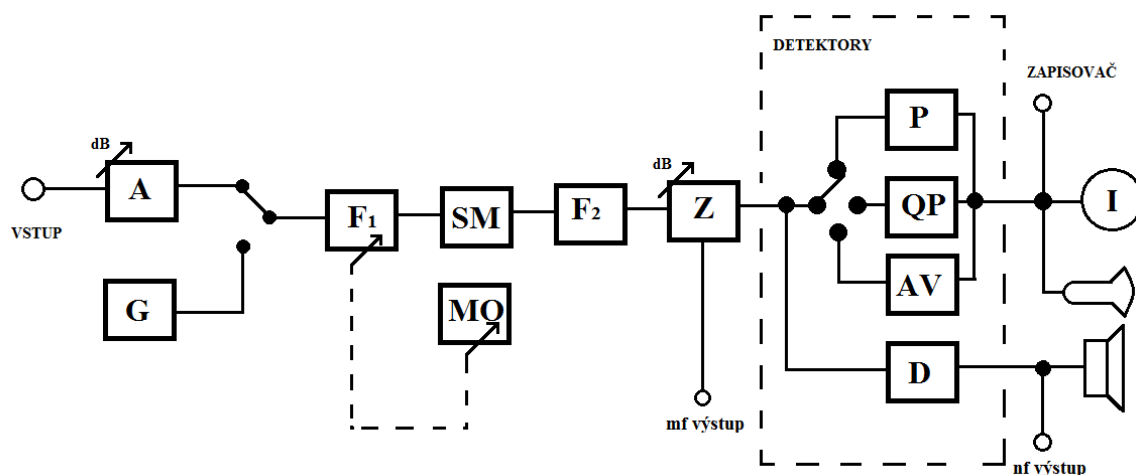 DETEKTORY
ZAPISOVAČ
dB
A
VSTUP
G
F1
SM
MO
F2
dB
Z
mf výstup
P
QP
AV
D
I
nf výstup